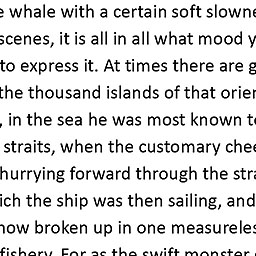 whale with a certain soft slowne
scenes, it is all in all what mood y
to express it. At times there are g
the thousand islands of that orien
, in the sea he was most known t
straits, when the customary che
hurrying forward through the stra
ich the ship was then sailing, and
now broken up in one measureles
fishery. For as the swift monster